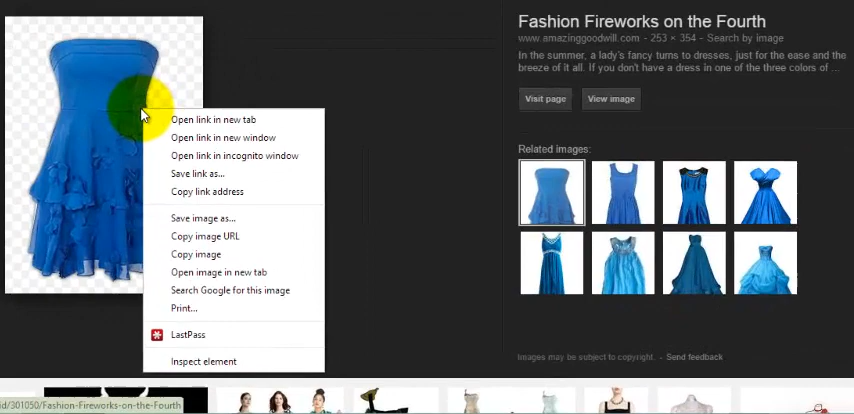 Fashion Fireworks on the Fourth
www.amazinggoodwill.com - 253 × 354 - Search by image
In the summer, a lady's fancy turns to dresses, just for the ease and the
breeze of it all. If you don't have a dress in one of the three colors of ...
Visit page
View image
Open link in new tab
Open link in new window
Open link in incognito window
Save link as...
Copy link address
Save image as...
Copy image URL
Copy image
Open image in new tab
Search Google for this image
Print...
LastPass
Inspect element
Related images:
Images may be subject to copyright. - Send feedback
id/301050/Fashion-Fireworks-on-the-Fourth